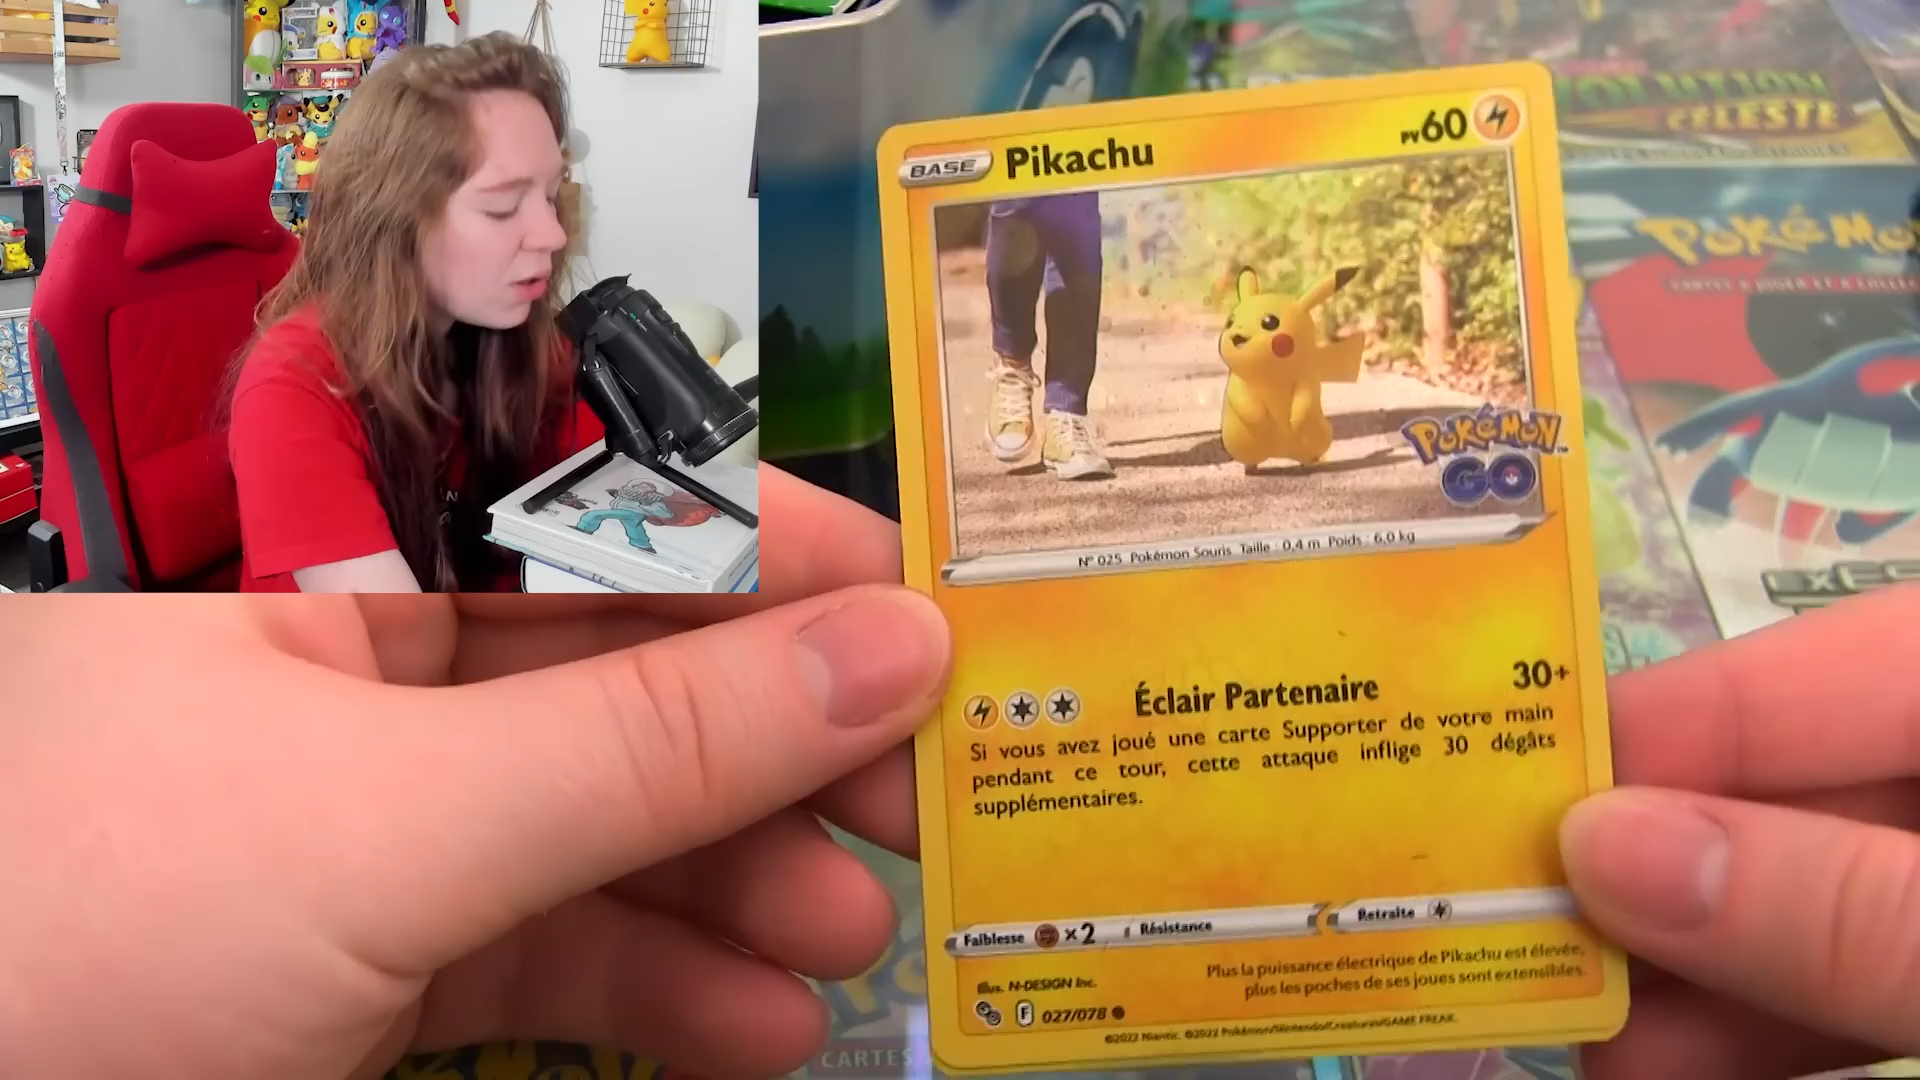 BASE Pikachu PV60
POKÉMON
GO
N° 025 Pokémon Souris Taille : 0,4 m Poids : 6,0 kg
Éclair Partenaire 30+
Si vous avez joué une carte Supporter de votre main
pendant ce tour, cette attaque inflige 30 dégâts
supplémentaires.
Faiblesse ×2 Résistance Retraite
Plus la puissance électrique de Pikachu est élevée,
plus les poches de ses joues sont extensibles.
Illus. N-DESIGN Inc.
F 027/078
©2022 Niantic. ©2022 Pokémon/Nintendo/Creatures/GAME FREAK.
CÉLESTE
POKÉMO
CARTES